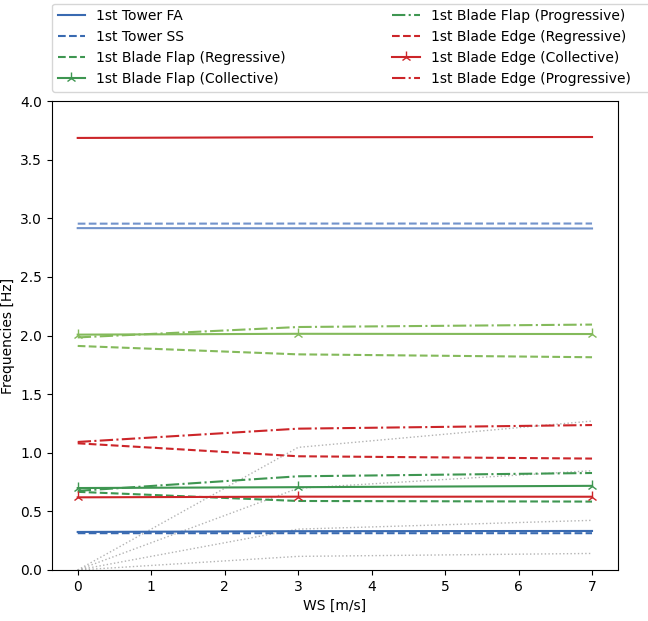 1st Tower FA
1st Tower SS
1st Blade Flap (Regressive)
1st Blade Flap (Collective)
1st Blade Flap (Progressive)
1st Blade Edge (Regressive)
1st Blade Edge (Collective)
1st Blade Edge (Progressive)
4.0
3.5
3.0
2.5
2.0
1.5
1.0
0.5
0.0
Frequencies [Hz]
0 1 2 3 4 5 6 7
WS [m/s]